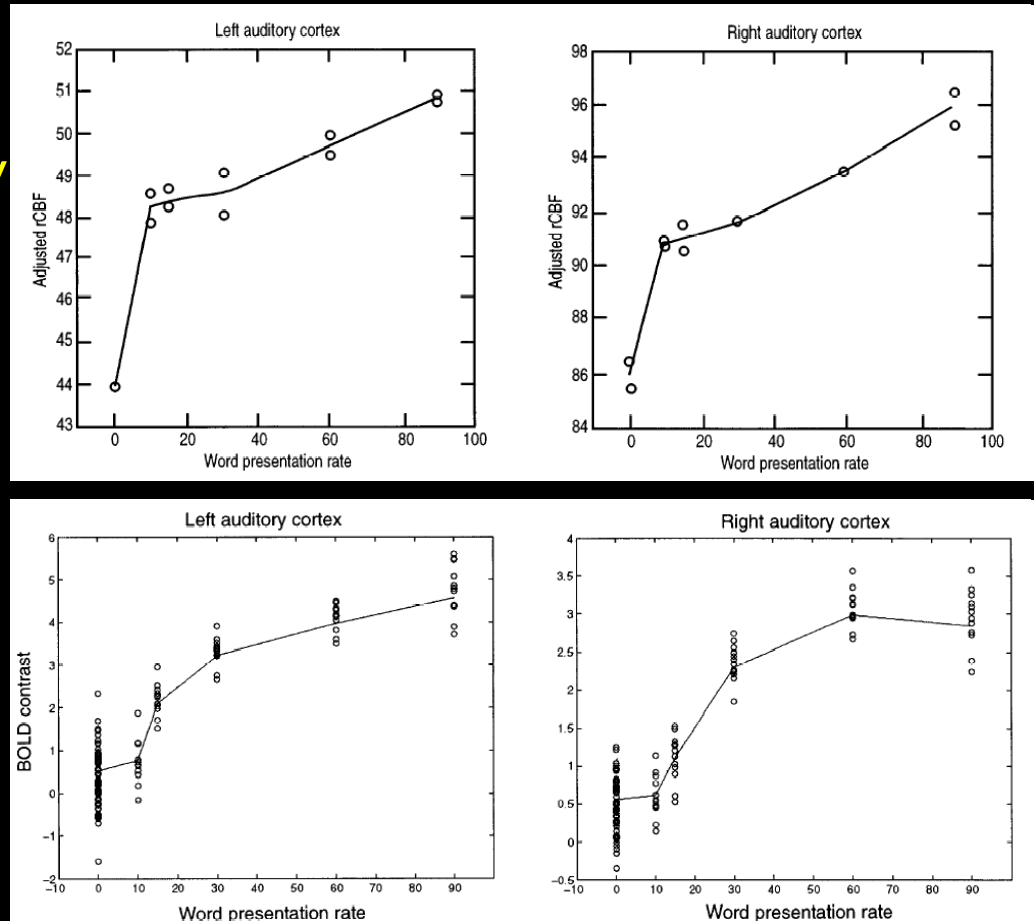 Left auditory cortex
52
51
50
49
48
47
46
45
44
43
Adjusted rCBF
0 20 40 60 80 100
Word presentation rate
Right auditory cortex
98
96
94
92
90
88
86
84
Adjusted rCBF
0 20 40 60 80 100
Word presentation rate
Left auditory cortex
6
5
4
3
2
1
0
−1
−2
BOLD contrast
−10 0 10 20 30 40 50 60 70 80 90
Word presentation rate
Right auditory cortex
4
3.5
3
2.5
2
1.5
1
0.5
0
−0.5
−10 0 10 20 30 40 50 60 70 80 90
Word presentation rate